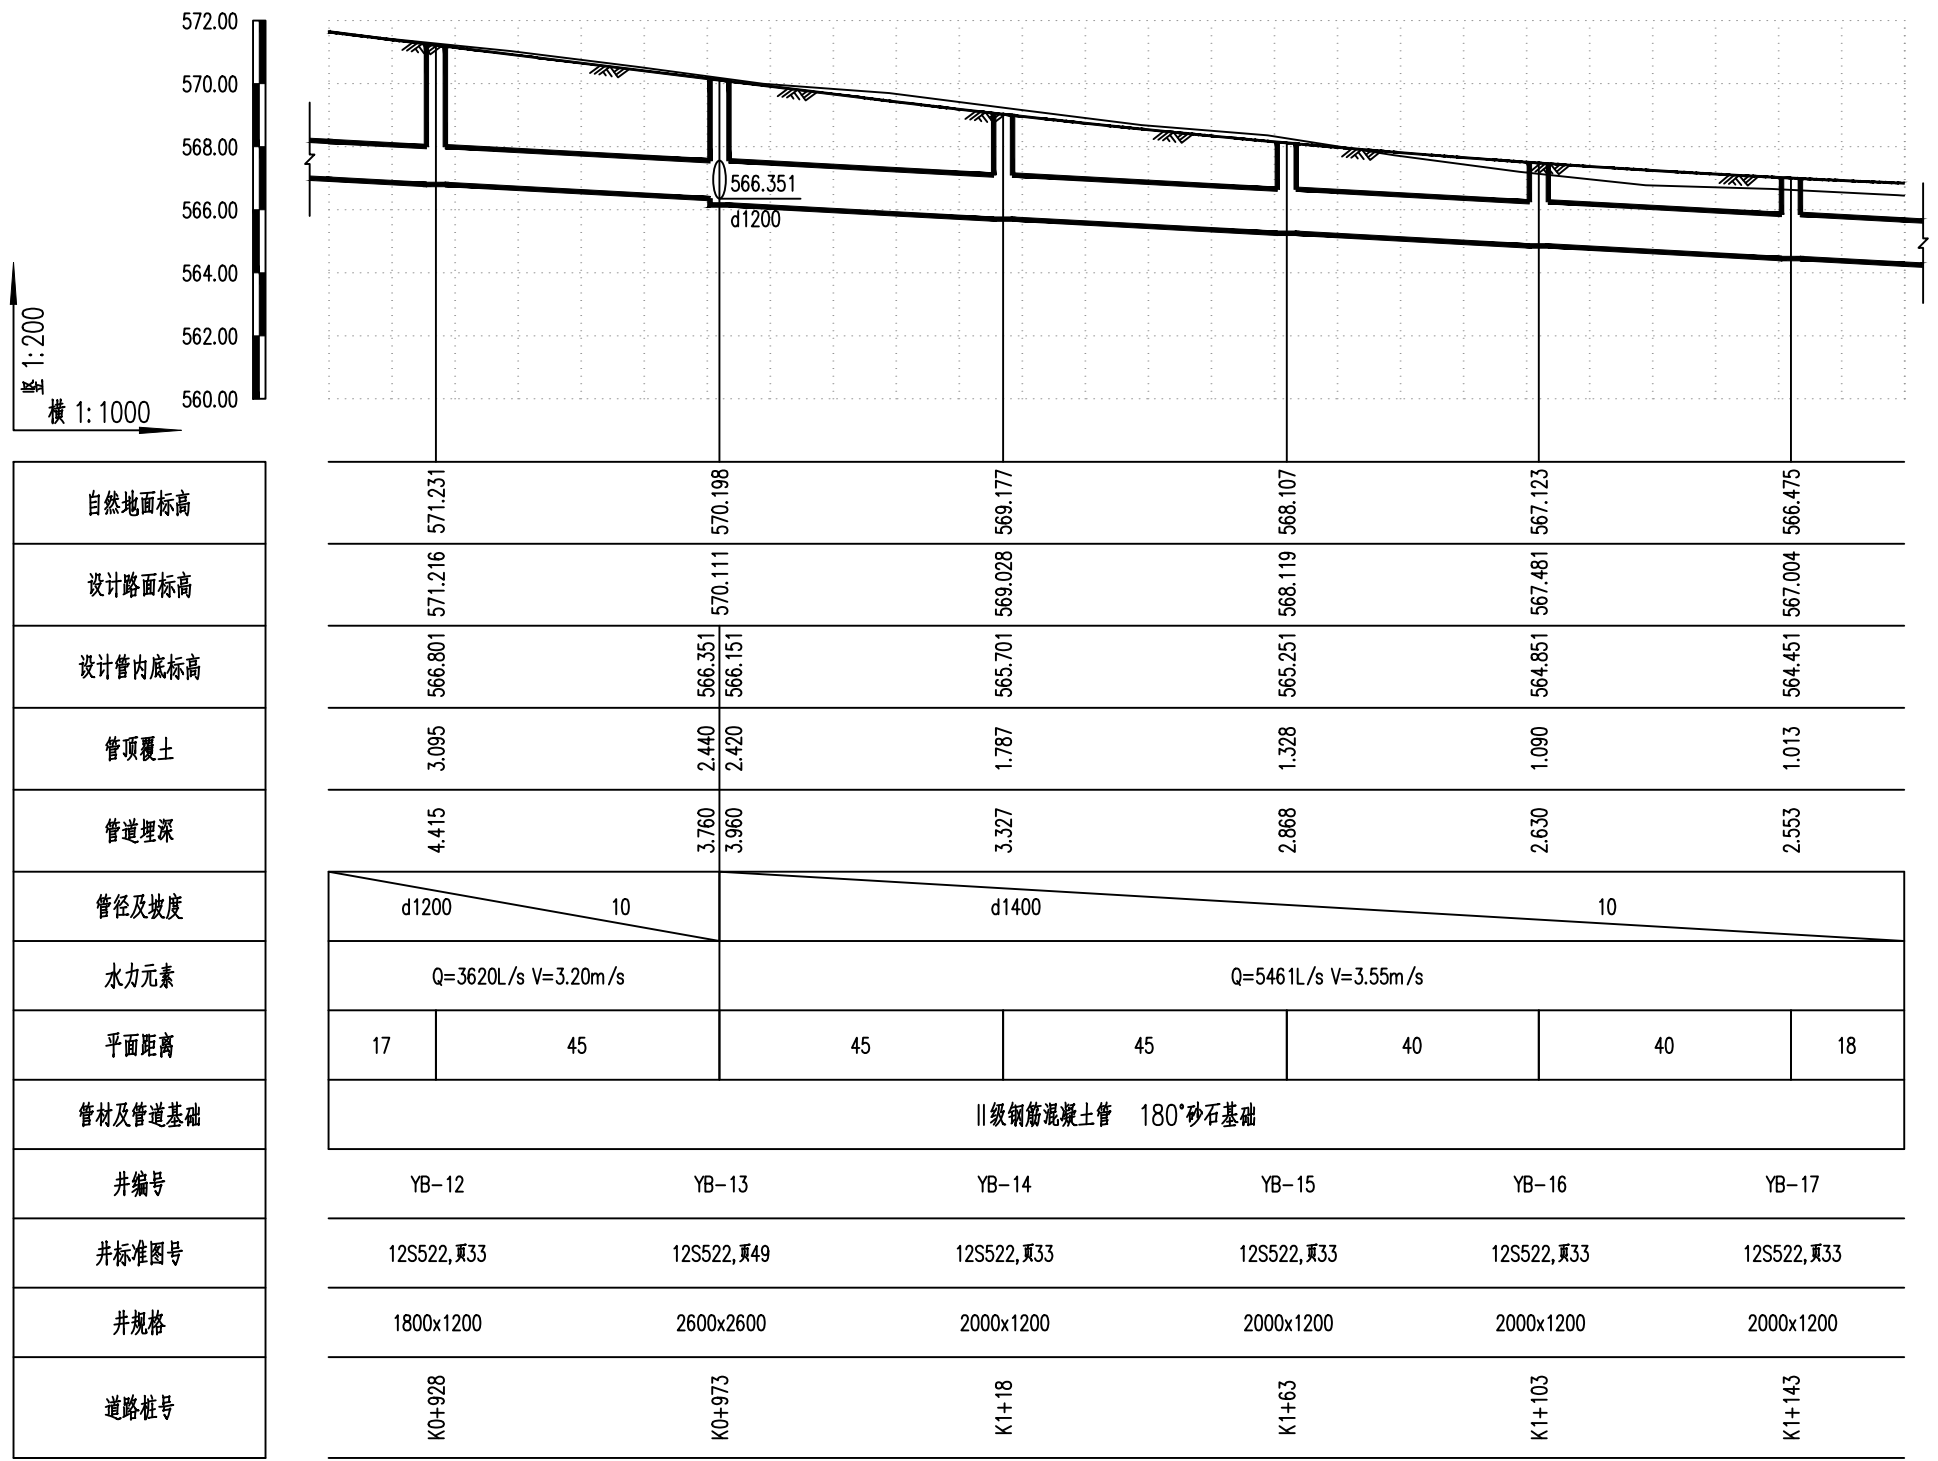 572.00
570.00
568.00
566.00
564.00
562.00
560.00
竖 1:200
横 1:1000
566.351
d1200
自然地面标高 571.231 570.198 569.177 568.107 567.123 566.475
设计路面标高 571.216 570.111 569.028 568.119 567.481 567.004
设计管内底标高 566.801 566.351 566.151 565.701 565.251 564.851 564.451
管顶覆土 3.095 2.440 2.420 1.787 1.328 1.090 1.013
管道埋深 4.415 3.760 3.960 3.327 2.868 2.630 2.553
管径及坡度 d1200 10 d1400 10
水力元素 Q=3620L/s V=3.20m/s Q=5461L/s V=3.55m/s
平面距离 17 45 45 45 40 40 18
管材及管道基础 II级钢筋混凝土管 180°砂石基础
井编号 YB-12 YB-13 YB-14 YB-15 YB-16 YB-17
井标准图号 12S522,页33 12S522,页49 12S522,页33 12S522,页33 12S522,页33 12S522,页33
井规格 1800x1200 2600x2600 2000x1200 2000x1200 2000x1200 2000x1200
道路桩号 K0+928 K0+973 K1+18 K1+63 K1+103 K1+143